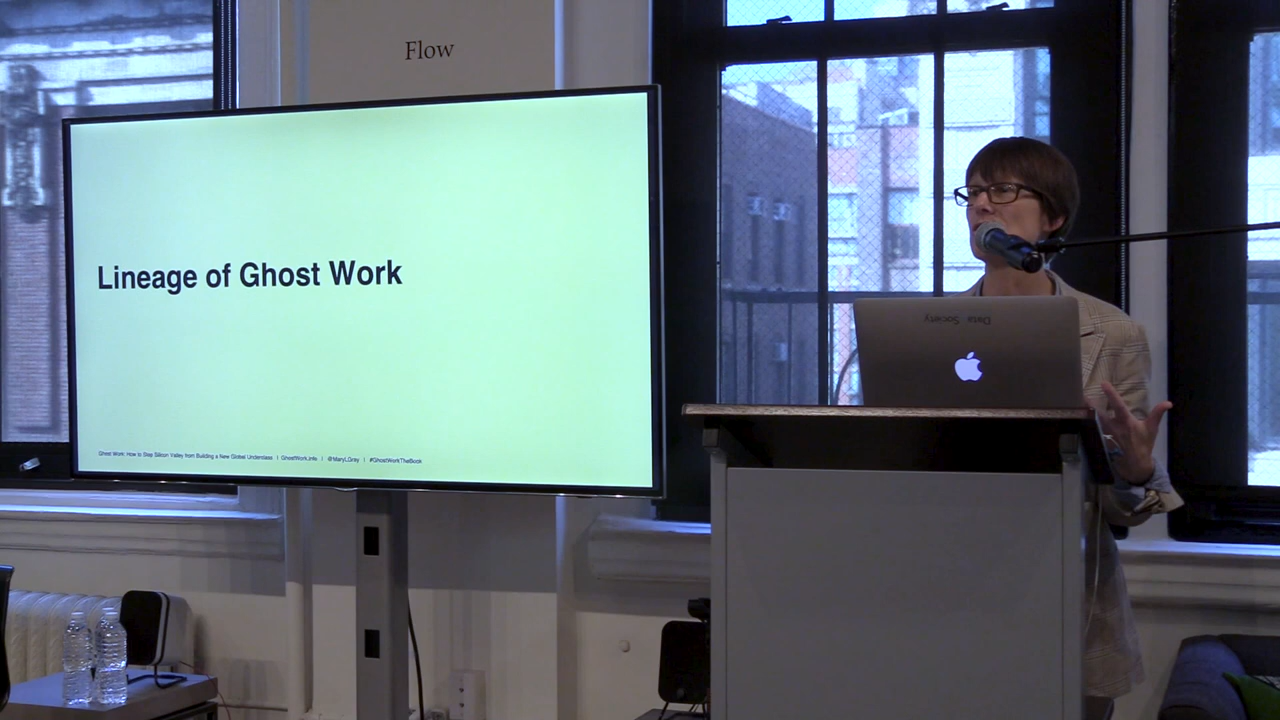 Flow
Lineage of Ghost Work
Ghost Work: How to Stop Silicon Valley from Building a New Global Underclass | GhostWork.info | @MaryLGray | #GhostWorkTheBook
Data Society